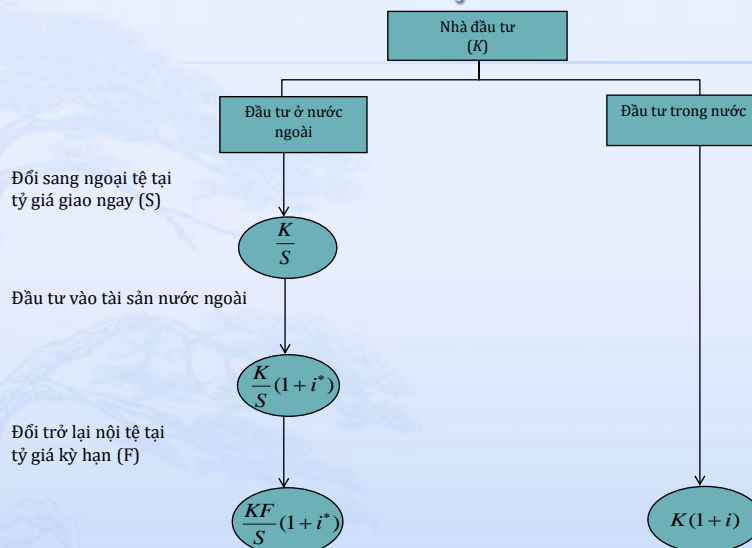 Nhà đầu tư
(K)
Đầu tư ở nước
ngoài
Đầu tư trong nước
Đổi sang ngoại tệ tại
tỷ giá giao ngay (S)
K/S
Đầu tư vào tài sản nước ngoài
K/S (1 + i*)
Đổi trở lại nội tệ tại
tỷ giá kỳ hạn (F)
KF/S (1 + i*)
K(1 + i)